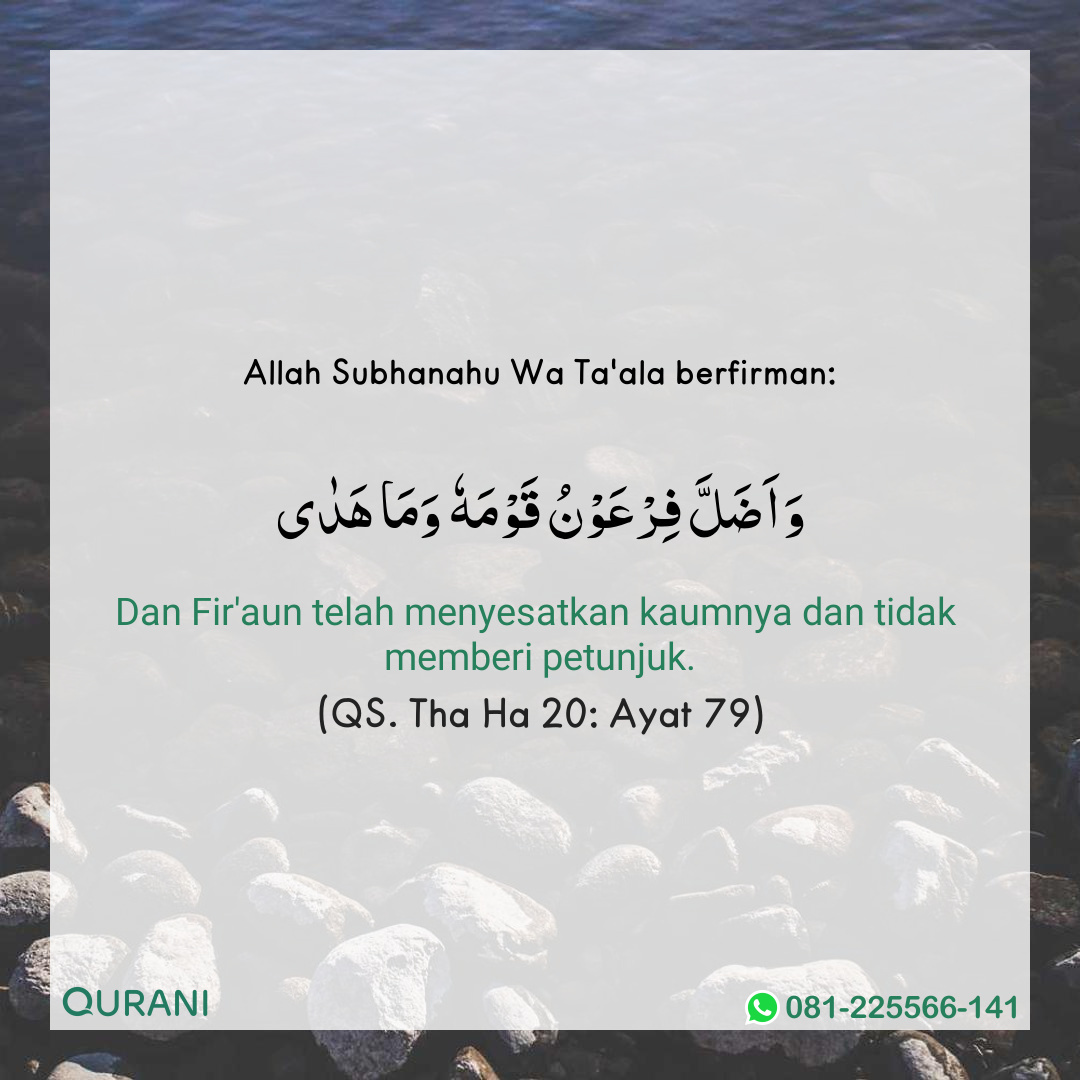 Allah Subhanahu Wa Ta'ala berfirman:
وَاَضَلَّ فِرْعَوْنُ قَوْمَهٗ وَمَا هَدٰى
Dan Fir'aun telah menyesatkan kaumnya dan tidak
memberi petunjuk.
(QS. Tha Ha 20: Ayat 79)
QURANI
081-225566-141